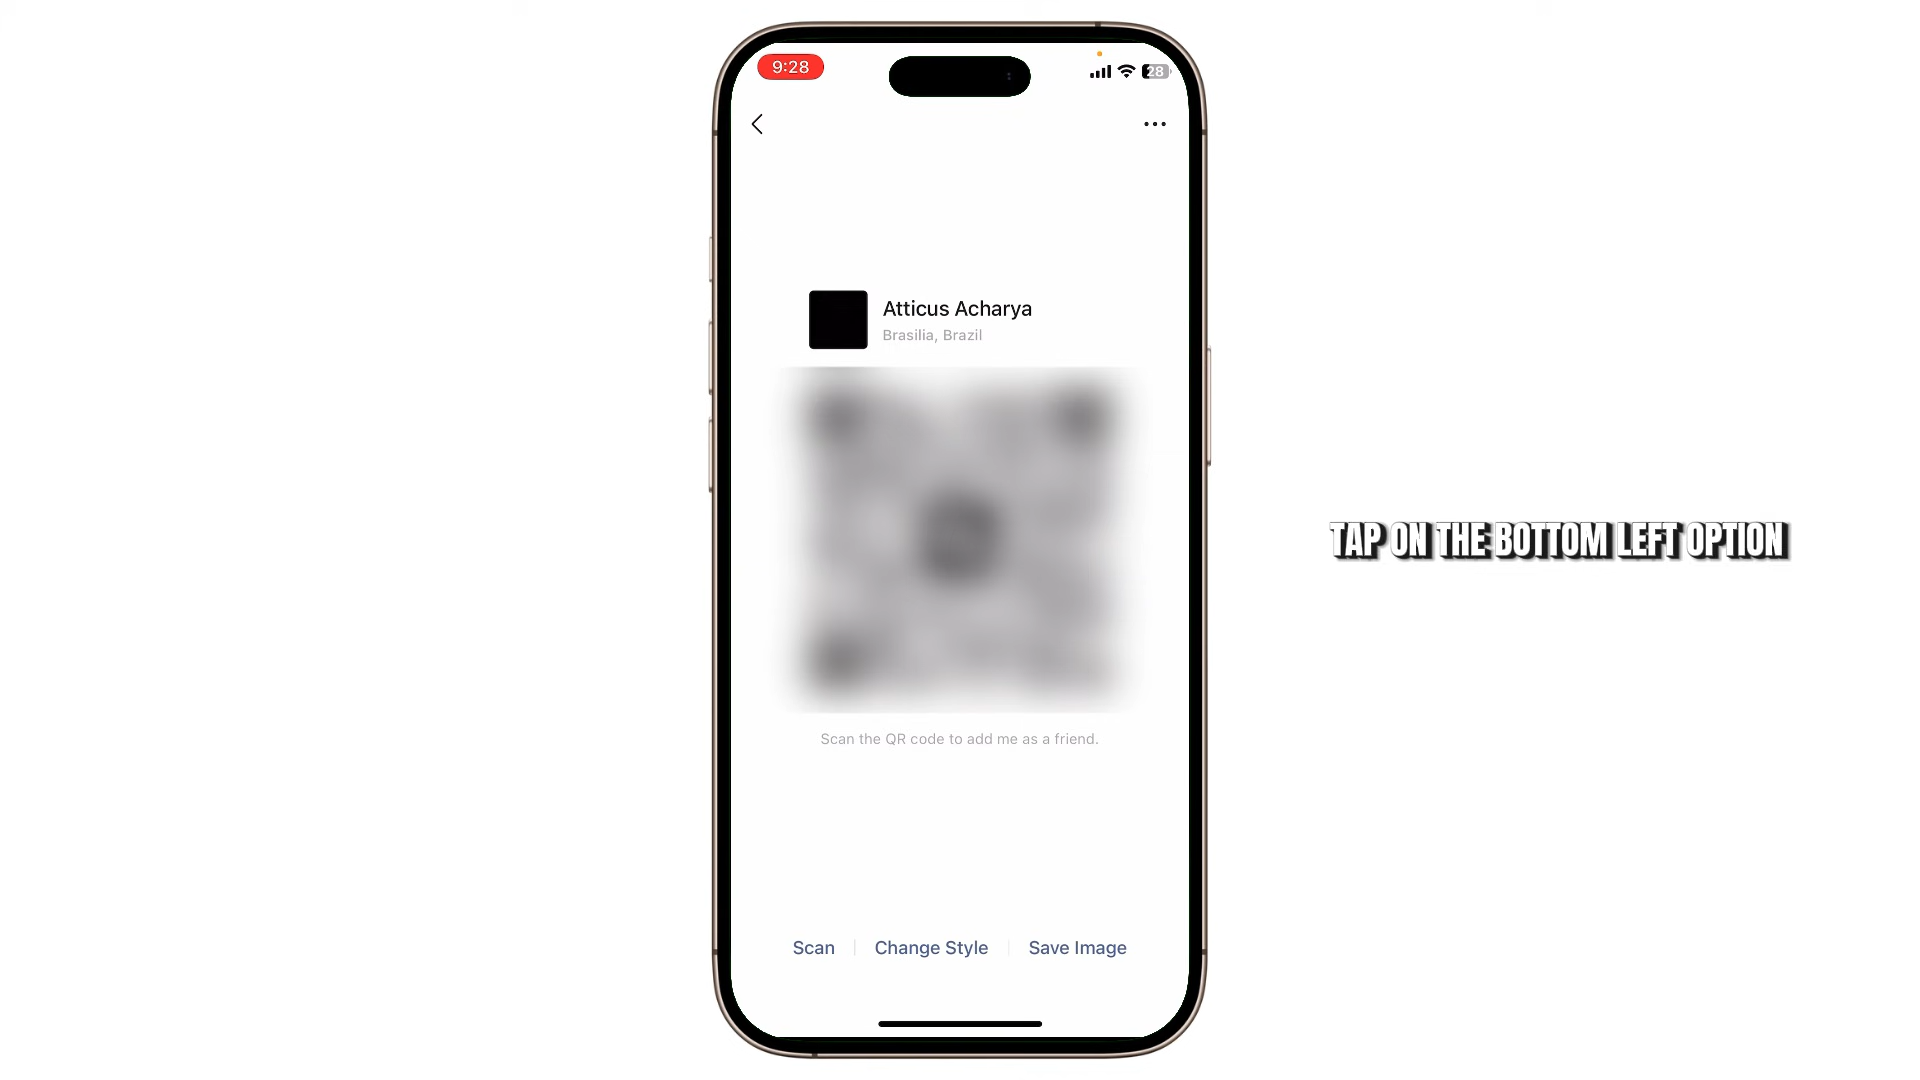 9:28
28
Atticus Acharya
Brasilia, Brazil
Scan the QR code to add me as a friend.
TAP ON THE BOTTOM LEFT OPTION
Scan
Change Style
Save Image